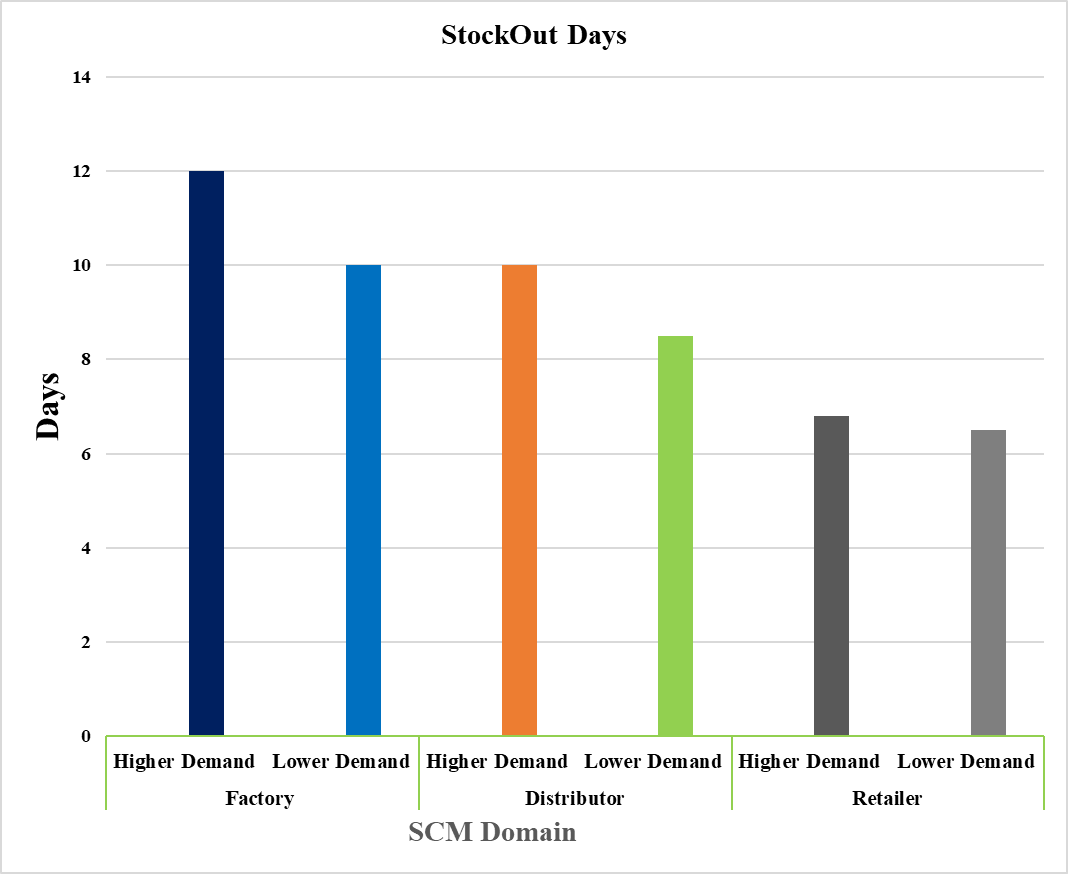 StockOut Days
14
12
10
8
6
4
2
0
Days
Higher Demand Lower Demand Higher Demand Lower Demand Higher Demand Lower Demand
Factory Distributor Retailer
SCM Domain